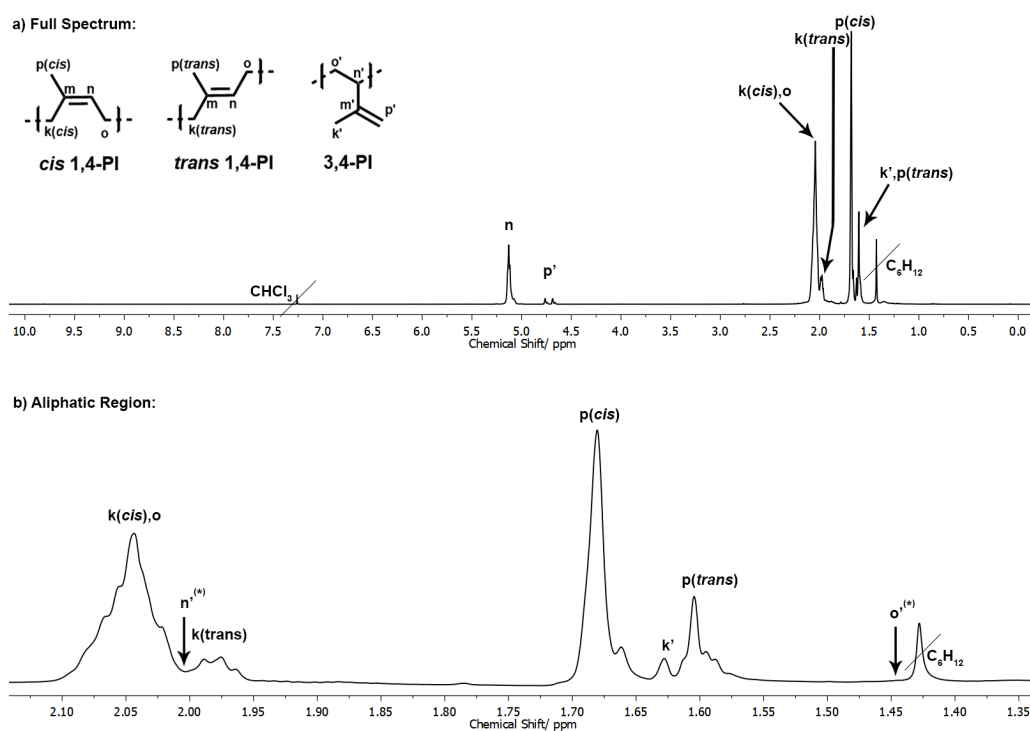 a) Full Spectrum:
p(cis)
m
n
k(cis)
o
cis 1,4-PI
p(trans)
o
m
n
k(trans)
trans 1,4-PI
o'
n'
m'
p'
k'
3,4-PI
CHCl3
n
p'
k(cis),o
k(trans)
p(cis)
k',p(trans)
C6H12
10.0 9.5 9.0 8.5 8.0 7.5 7.0 6.5 6.0 5.5 5.0 4.5 4.0 3.5 3.0 2.5 2.0 1.5 1.0 0.5 0.0
Chemical Shift/ ppm
b) Aliphatic Region:
k(cis),o
n'(*)
k(trans)
p(cis)
k'
p(trans)
o'(*)
C6H12
2.10 2.05 2.00 1.95 1.90 1.85 1.80 1.75 1.70 1.65 1.60 1.55 1.50 1.45 1.40 1.35
Chemical Shift/ ppm